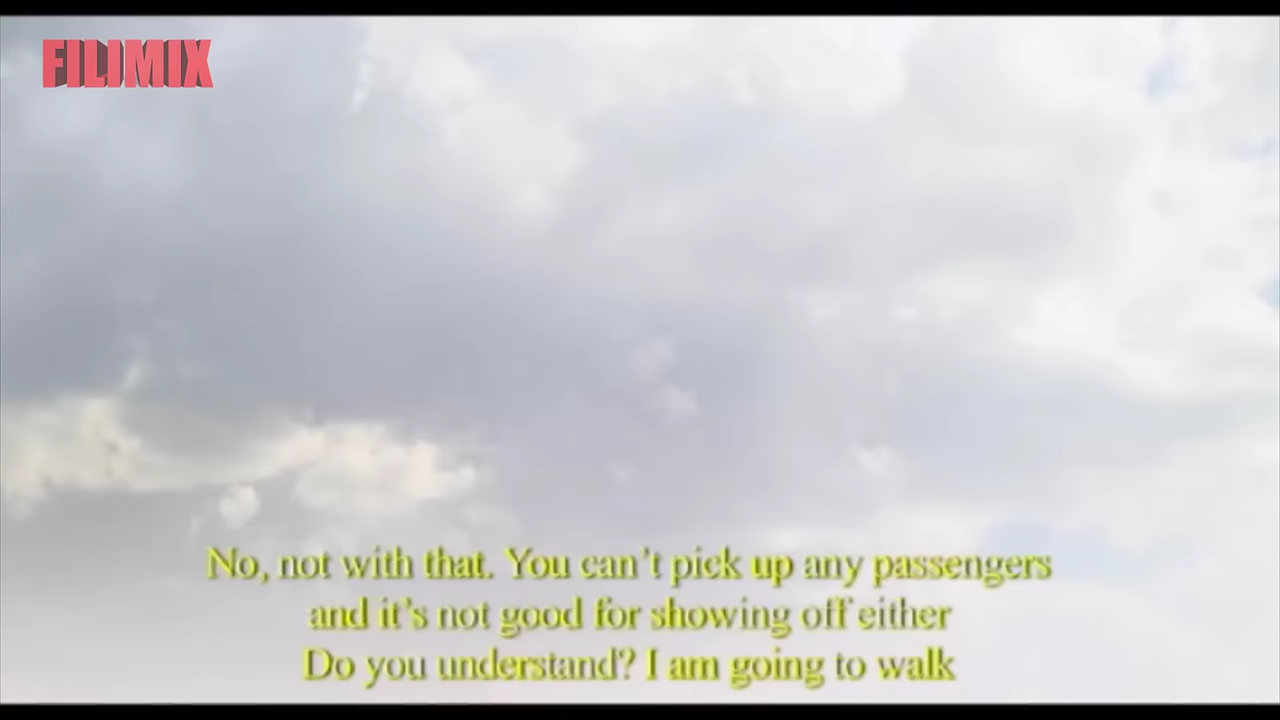 FILIMIX
No, not with that. You can't pick up any passengers
and it's not good for showing off either
Do you understand? I am going to walk